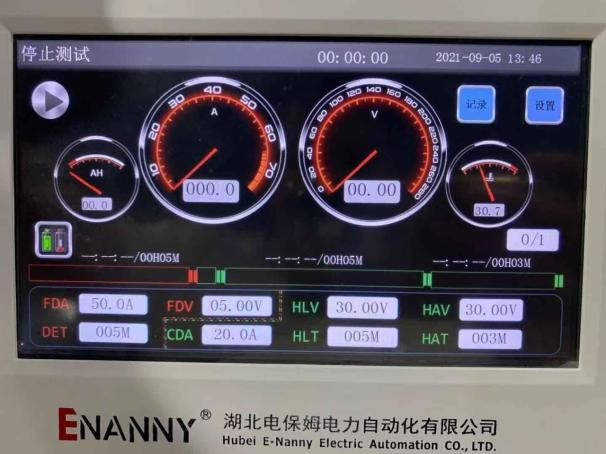 停止测试 00:00:00 2021-09-05 13:46
10 20 30 40 50 60 70
A
000.0
0 20 40 60 80 100 120 140 160 180 200 220 240 260 280
V
00.00
记录 设置
AH
00.0
30.7
0/1
--:--:--/00H05M --:--:--/00H05M --:--:--/00H03M
FDA 50.0A FDV 05.00V HLV 30.00V HAV 30.00V
DET 005M CDA 20.0A HLT 005M HAT 003M
ENANNY® 湖北电保姆电力自动化有限公司
Hubei E-Nanny Electric Automation CO., LTD.